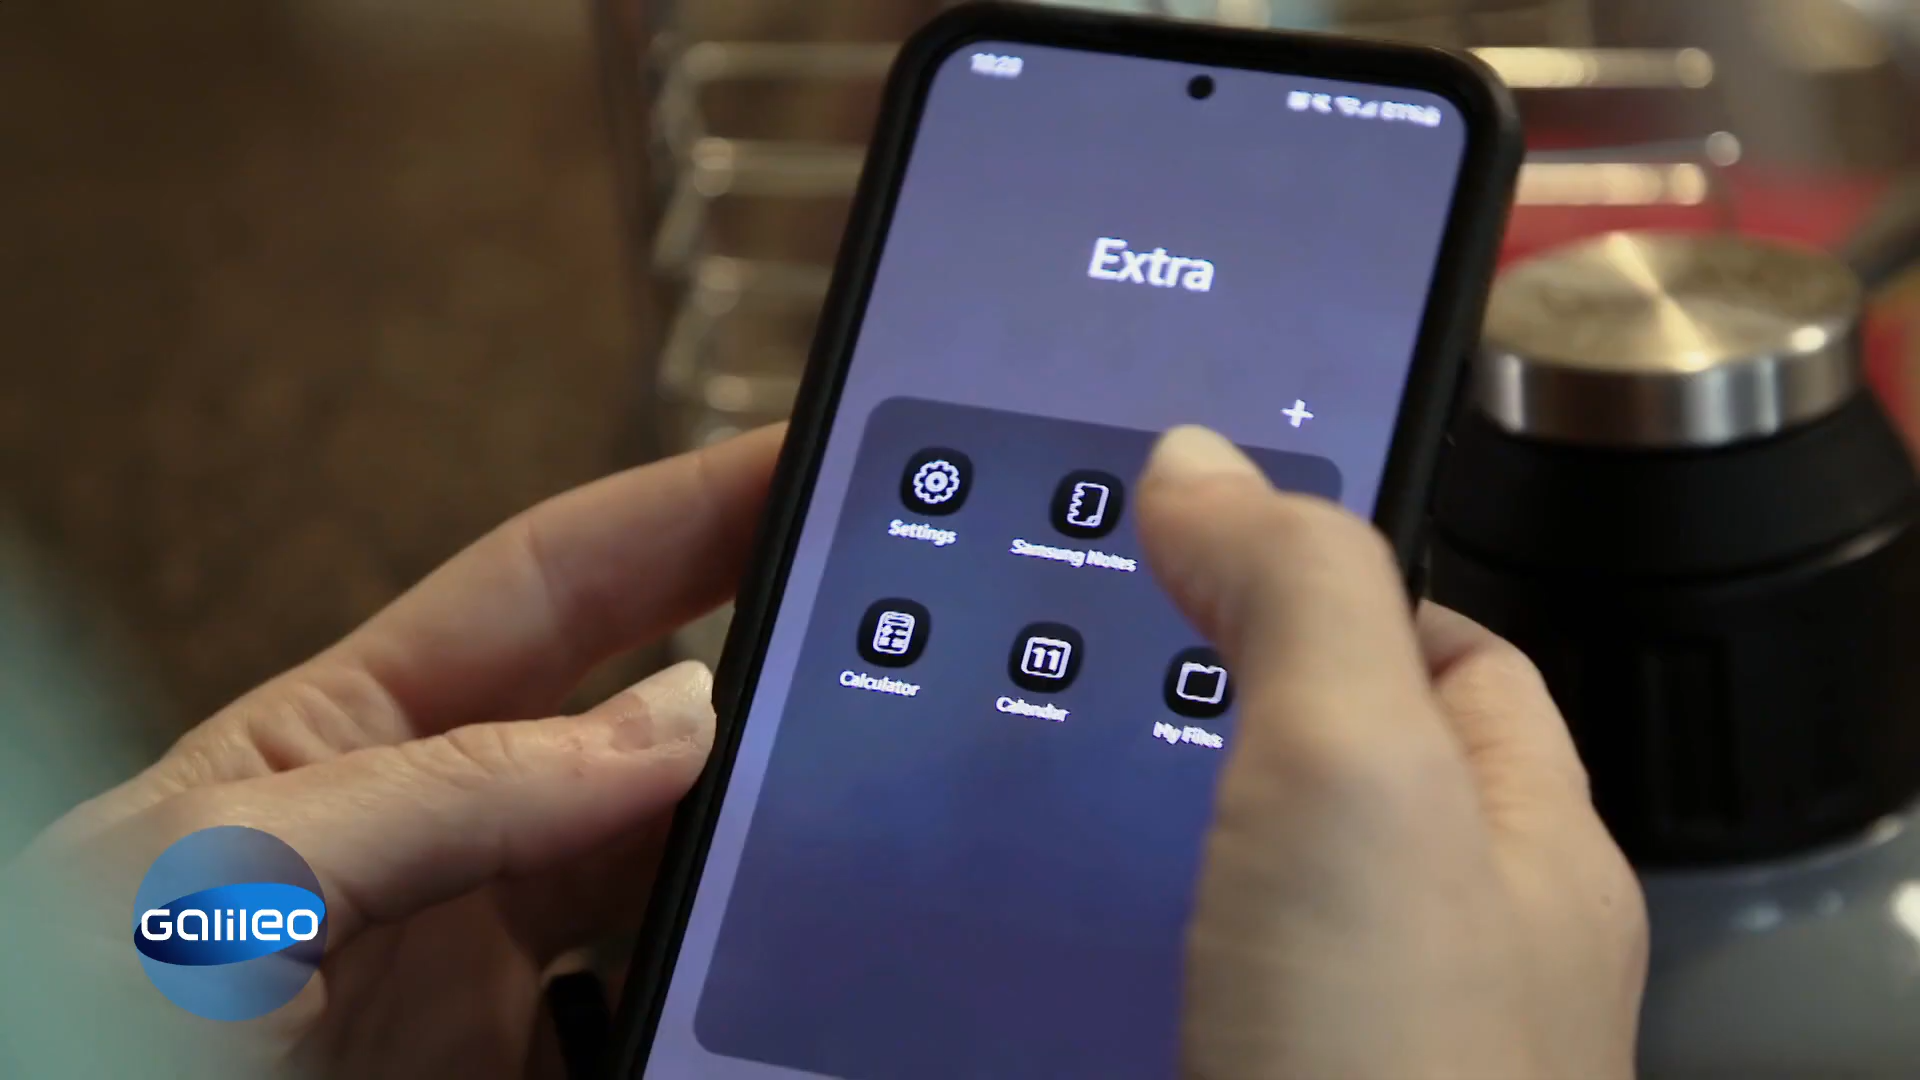 Extra
+
Settings
Samsung Notes
Calculator
11
Calendar
My Files
GALILEO